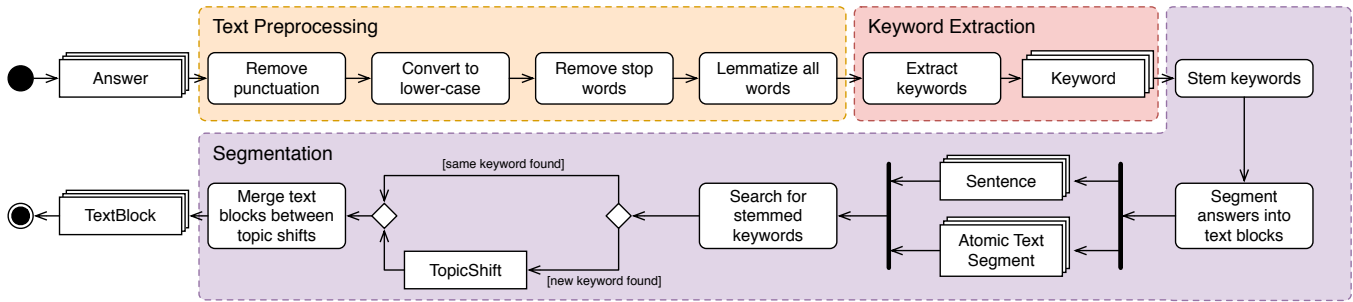 Text Preprocessing
Keyword Extraction
Answer
Remove
punctuation
Convert to
lower-case
Remove stop
words
Lemmatize all
words
Extract
keywords
Keyword
Stem keywords
Segmentation
Segment
answers into
text blocks
Sentence
Atomic Text
Segment
Search for
stemmed
keywords
[same keyword found]
[new keyword found]
TopicShift
Merge text
blocks between
topic shifts
TextBlock